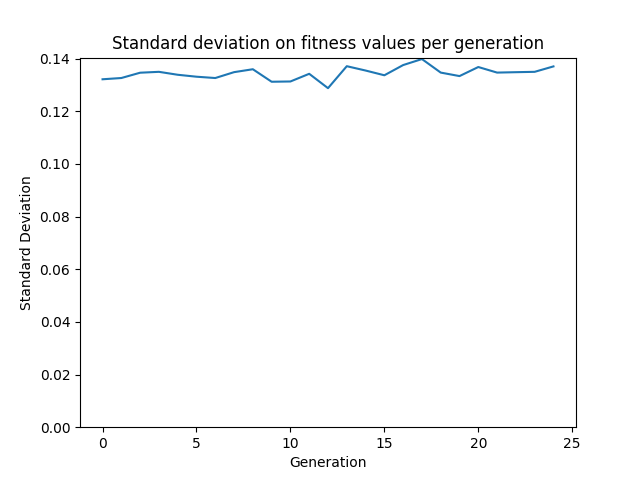 Standard deviation on fitness values per generation
0.14
0.12
0.10
0.08
0.06
0.04
0.02
0.00
Standard Deviation
0 5 10 15 20 25
Generation